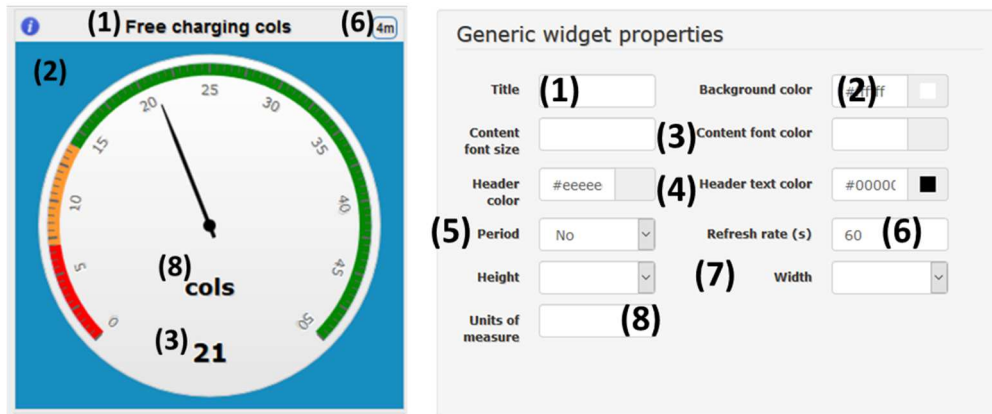 i (1) Free charging cols (6) 4m
(2)
0 5 10 15 20 25 30 35 40 45 50
(8) cols
(3) 21
Generic widget properties
Title (1) Background color (2)
Content font size (3) Content font color
Header color #eeeee (4) Header text color #0000(
(5) Period No Refresh rate (s) 60 (6)
Height (7) Width
Units of measure (8)